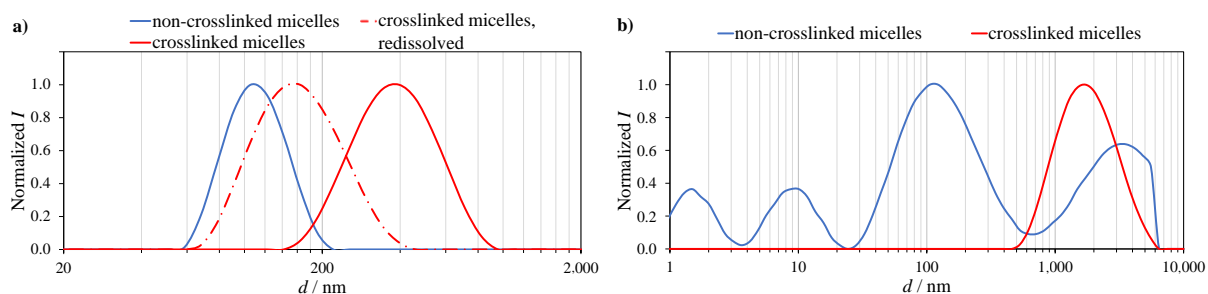 a)
non-crosslinked micelles
crosslinked micelles
crosslinked micelles,
redissolved
Normalized I
1.0
0.8
0.6
0.4
0.2
0.0
20
200
2.000
d / nm
b)
non-crosslinked micelles
crosslinked micelles
Normalized I
1.0
0.8
0.6
0.4
0.2
0.0
1
10
100
1,000
10.000
d / nm